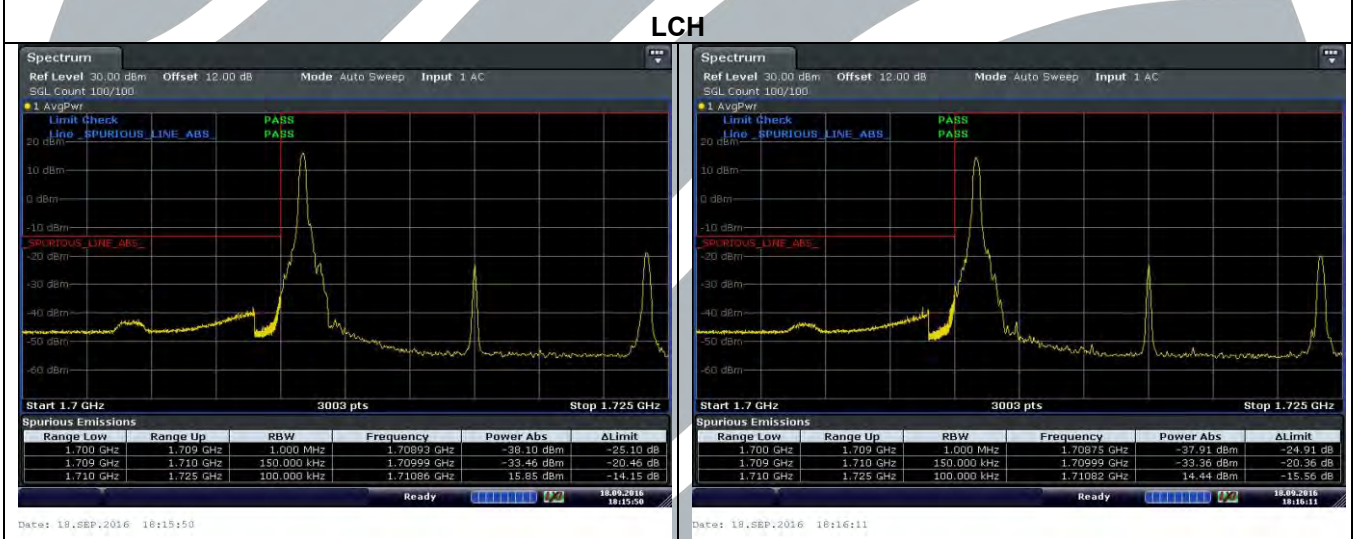 LCH
Spectrum
Ref Level 30.00 dBm Offset 12.00 dB Mode Auto Sweep Input 1 AC
SGL Count 100/100
1 AvgPwr
Limit Check PASS
Line _SPURIOUS_LINE_ABS_ PASS
20 dBm
10 dBm
0 dBm
-10 dBm
_SPURIOUS_LINE_ABS_
-20 dBm
-30 dBm
-40 dBm
-50 dBm
-60 dBm
Start 1.7 GHz 3003 pts Stop 1.725 GHz
Spurious Emissions
Range Low Range Up RBW Frequency Power Abs ΔLimit
1.700 GHz 1.709 GHz 1.000 MHz 1.70893 GHz -38.10 dBm -25.10 dB
1.709 GHz 1.710 GHz 150.000 kHz 1.70999 GHz -33.46 dBm -20.46 dB
1.710 GHz 1.725 GHz 100.000 kHz 1.71086 GHz 15.85 dBm -14.15 dB
Ready 18.09.2016
18:15:50
Date: 18.SEP.2016 18:15:50
Spectrum
Ref Level 30.00 dBm Offset 12.00 dB Mode Auto Sweep Input 1 AC
SGL Count 100/100
1 AvgPwr
Limit Check PASS
Line _SPURIOUS_LINE_ABS_ PASS
20 dBm
10 dBm
0 dBm
-10 dBm
_SPURIOUS_LINE_ABS_
-20 dBm
-30 dBm
-40 dBm
-50 dBm
-60 dBm
Start 1.7 GHz 3003 pts Stop 1.725 GHz
Spurious Emissions
Range Low Range Up RBW Frequency Power Abs ΔLimit
1.700 GHz 1.709 GHz 1.000 MHz 1.70875 GHz -37.91 dBm -24.91 dB
1.709 GHz 1.710 GHz 150.000 kHz 1.70999 GHz -33.36 dBm -20.36 dB
1.710 GHz 1.725 GHz 100.000 kHz 1.71082 GHz 14.44 dBm -15.56 dB
Ready 18.09.2016
18:16:11
Date: 18.SEP.2016 18:16:11